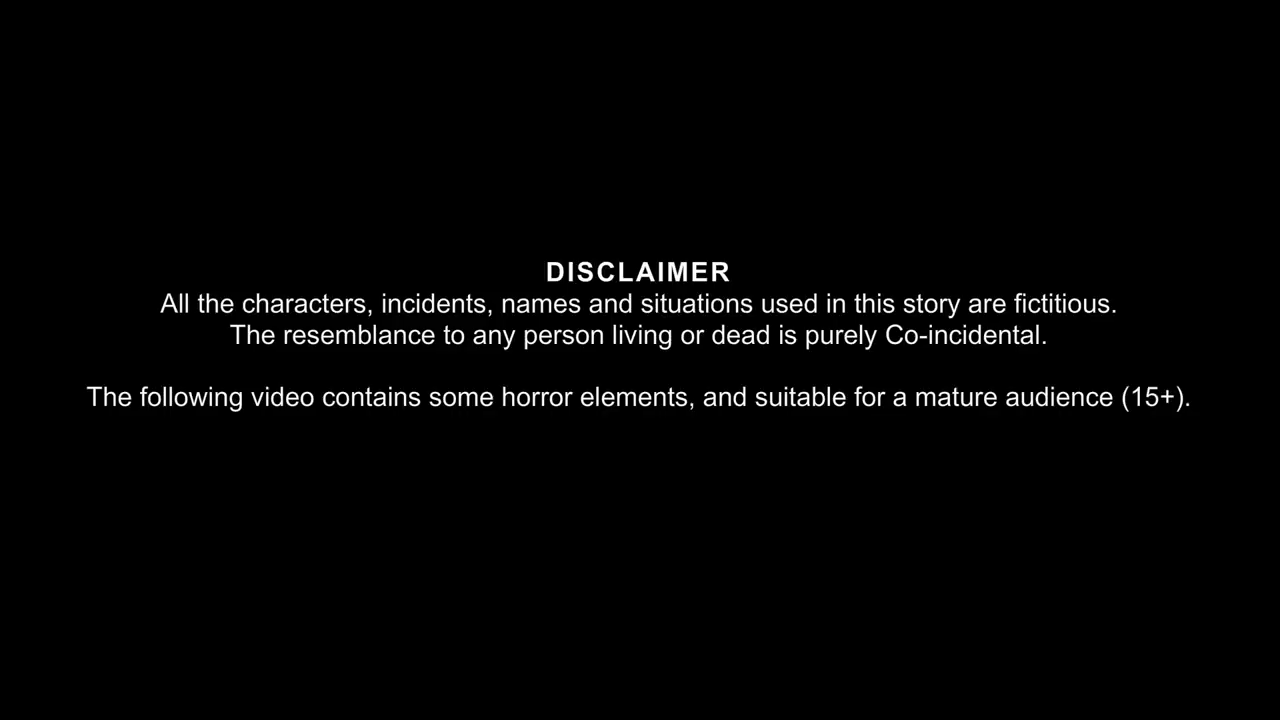 DISCLAIMER
All the characters, incidents, names and situations used in this story are fictitious.
The resemblance to any person living or dead is purely Co-incidental.
The following video contains some horror elements, and suitable for a mature audience (15+).